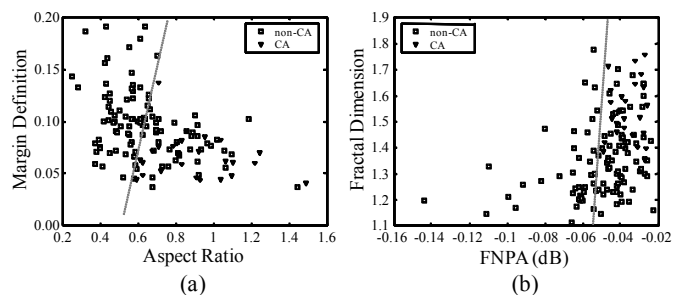 0.20
0.15
0.10
0.05
0.00
Margin Definition
non-CA
CA
0.2 0.4 0.6 0.8 1.0 1.2 1.4 1.6
Aspect Ratio
(a)
1.9
1.8
1.7
1.6
1.5
1.4
1.3
1.2
1.1
Fractal Dimension
non-CA
CA
-0.16 -0.14 -0.12 -0.10 -0.08 -0.06 -0.04 -0.02
FNPA (dB)
(b)